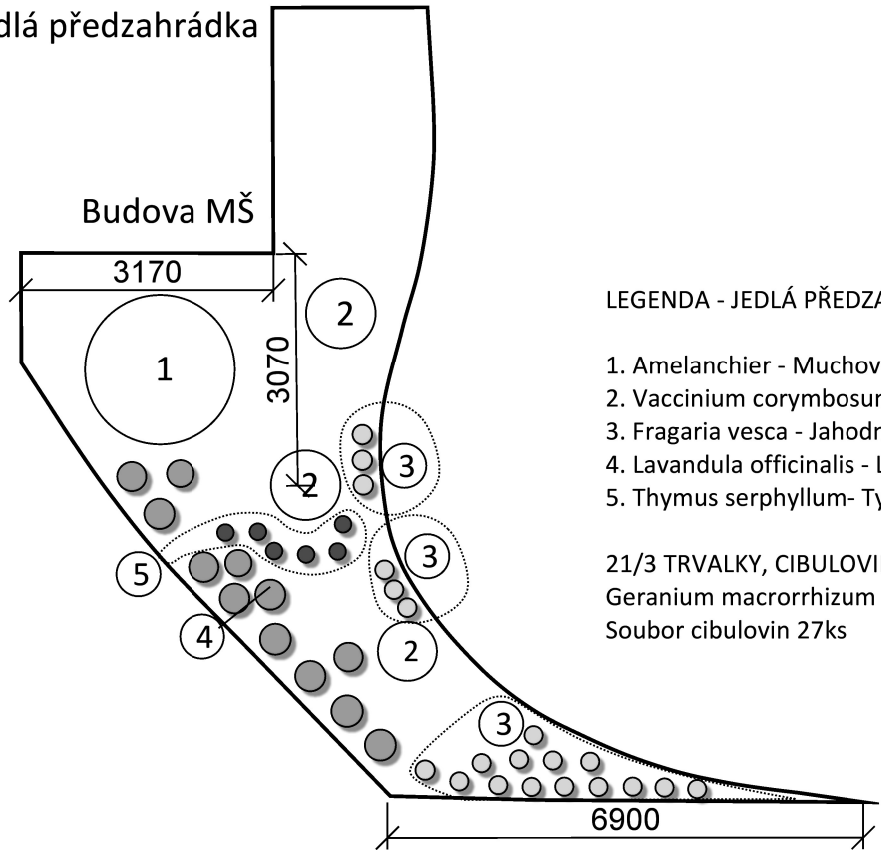 dlá předzahrádka
Budova MŠ
3170
3070
1
2
2
3
3
5
4
2
3
6900
LEGENDA - JEDLÁ PŘEDZA
1. Amelanchier - Muchov
2. Vaccinium corymbosur
3. Fragaria vesca - Jahodr
4. Lavandula officinalis - L
5. Thymus serphyllum- Ty
21/3 TRVALKY, CIBULOVI
Geranium macrorrhizum
Soubor cibulovin 27ks